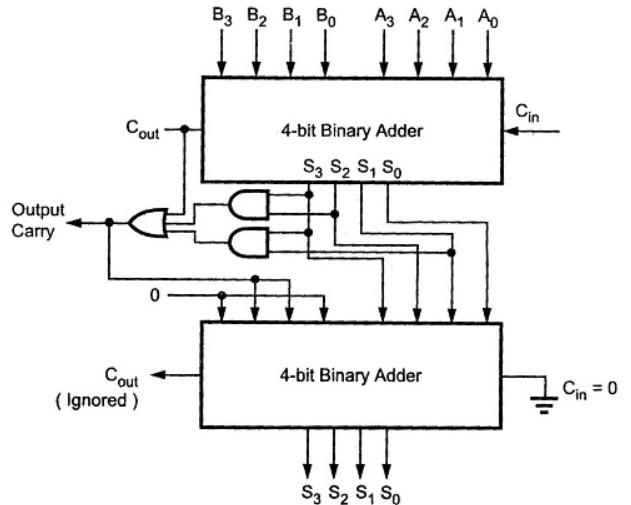 B3 B2 B1 B0 A3 A2 A1 A0
Cout
4-bit Binary Adder
Cin
S3 S2 S1 S0
Output
Carry
0
Cout
( Ignored )
4-bit Binary Adder
Cin = 0
S3 S2 S1 S0